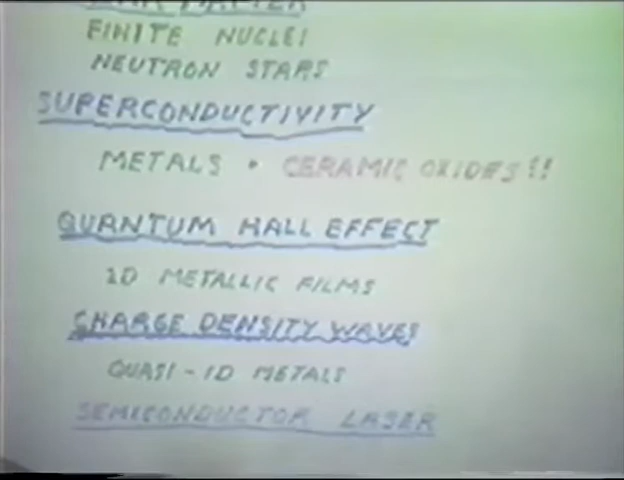 FINITE NUCLEI
NEUTRON STARS
SUPERCONDUCTIVITY
METALS • CERAMIC OXIDES!!
QUANTUM HALL EFFECT
2D METALLIC FILMS
CHARGE DENSITY WAVES
QUASI-1D METALS
SEMICONDUCTOR LASER